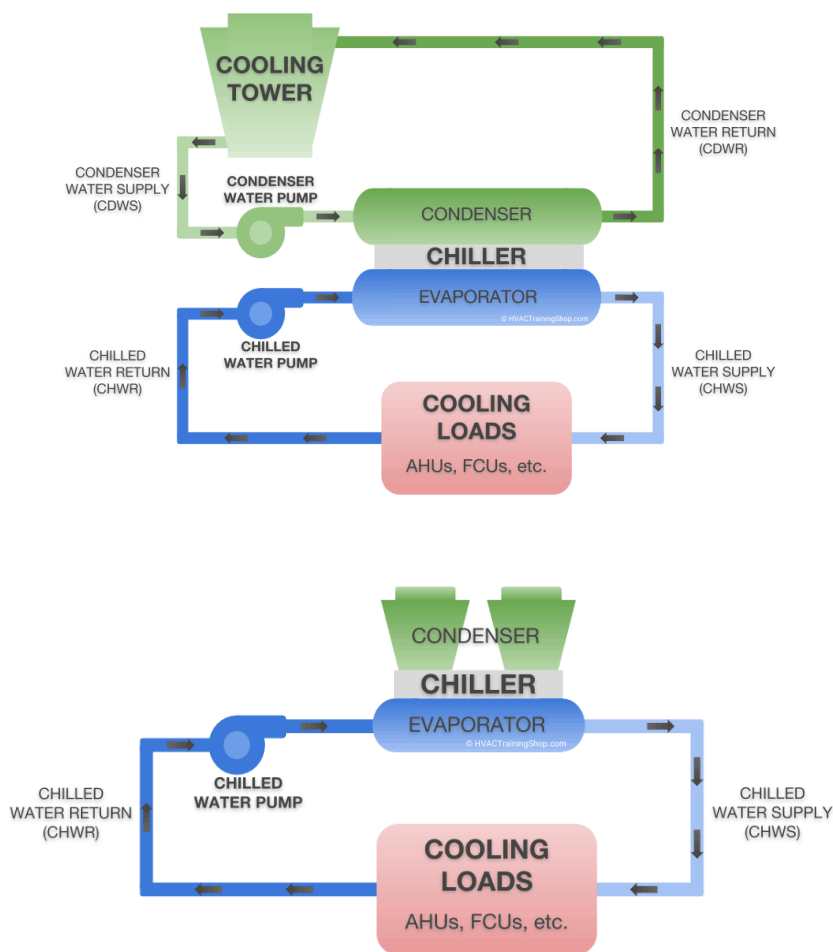 COOLING
TOWER
CONDENSER
WATER RETURN
(CDWR)
CONDENSER
WATER SUPPLY
(CDWS)
CONDENSER
WATER PUMP
CONDENSER
CHILLER
EVAPORATOR
© HVACTrainingShop.com
CHILLED
WATER RETURN
(CHWR)
CHILLED
WATER PUMP
CHILLED
WATER SUPPLY
(CHWS)
COOLING
LOADS
AHUs, FCUs, etc.
CONDENSER
CHILLER
EVAPORATOR
© HVACTrainingShop.com
CHILLED
WATER RETURN
(CHWR)
CHILLED
WATER PUMP
CHILLED
WATER SUPPLY
(CHWS)
COOLING
LOADS
AHUs, FCUs, etc.